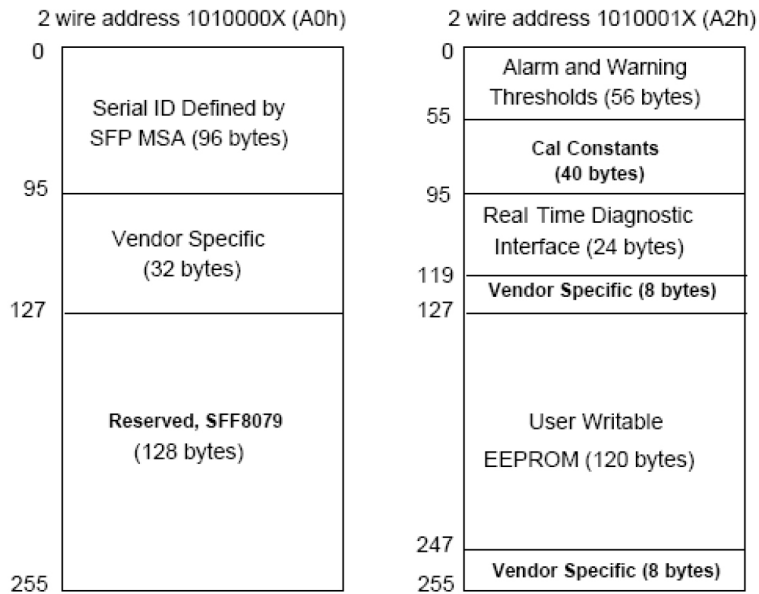 2 wire address 1010000X (A0h)
0
Serial ID Defined by
SFP MSA (96 bytes)
95
Vendor Specific
(32 bytes)
127
Reserved, SFF8079
(128 bytes)
255
2 wire address 1010001X (A2h)
0
Alarm and Warning
Thresholds (56 bytes)
55
Cal Constants
(40 bytes)
95
Real Time Diagnostic
Interface (24 bytes)
119
Vendor Specific (8 bytes)
127
User Writable
EEPROM (120 bytes)
247
Vendor Specific (8 bytes)
255